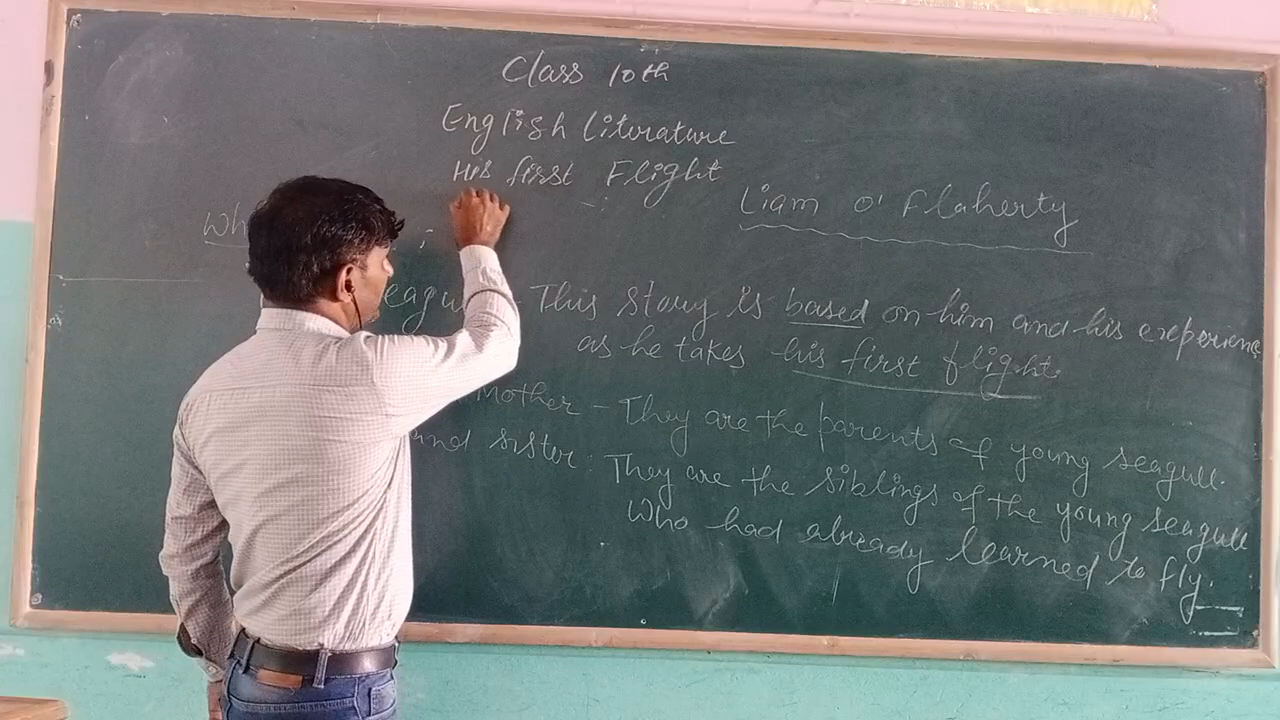 Class 10th
English Literature
His first Flight
Liam O' Flaherty
This story is based on him and his experience
as he takes his first flight.
Mother - They are the parents of young seagull.
and sister : They are the siblings of the young seagull
Who had already learned to fly.